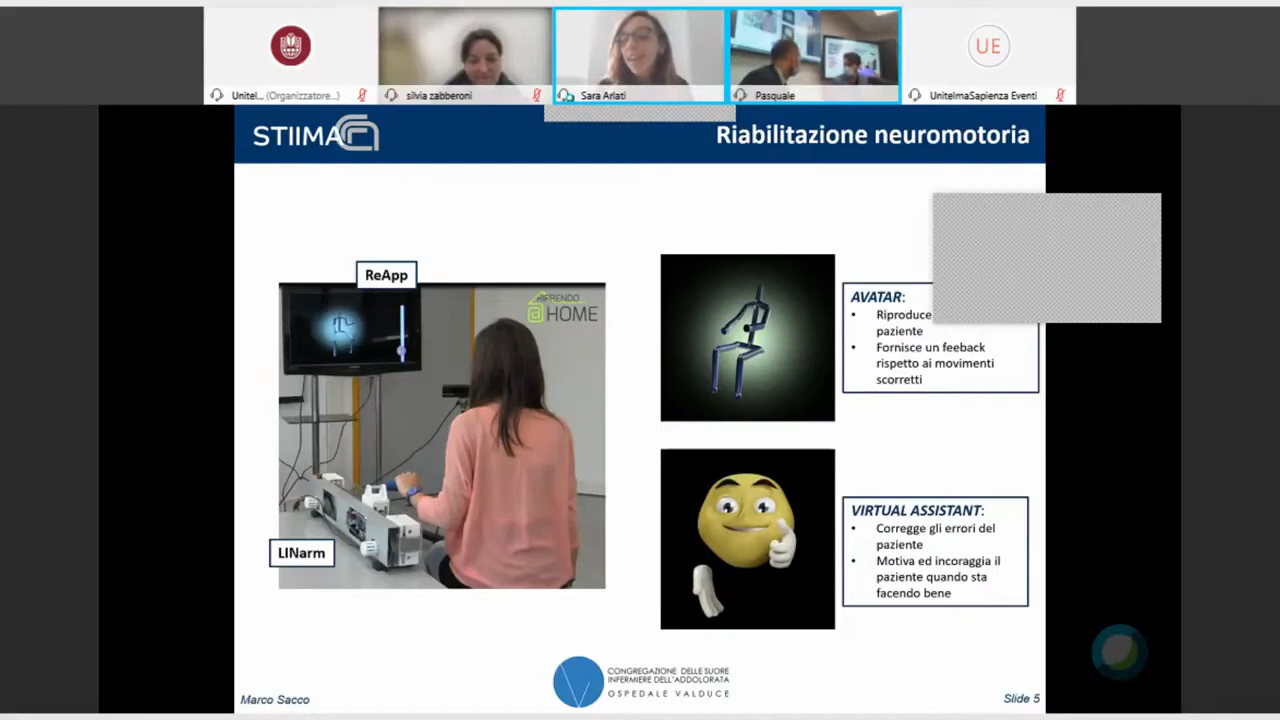 UE
Unitel... (Organizzatore...)
silvia zabberoni
Sara Arlati
Pasquale
UnitelmaSapienza Eventi
STIIMA
Riabilitazione neuromotoria
ReApp
RIPRENDO
@HOME
LINarm
AVATAR:
• Riproduce
paziente
• Fornisce un feeback
rispetto ai movimenti
scorretti
VIRTUAL ASSISTANT:
• Corregge gli errori del
paziente
• Motiva ed incoraggia il
paziente quando sta
facendo bene
CONGREGAZIONE DELLE SUORE
INFERMIERE DELL'ADDOLORATA
OSPEDALE VALDUCE
Marco Sacco
Slide 5